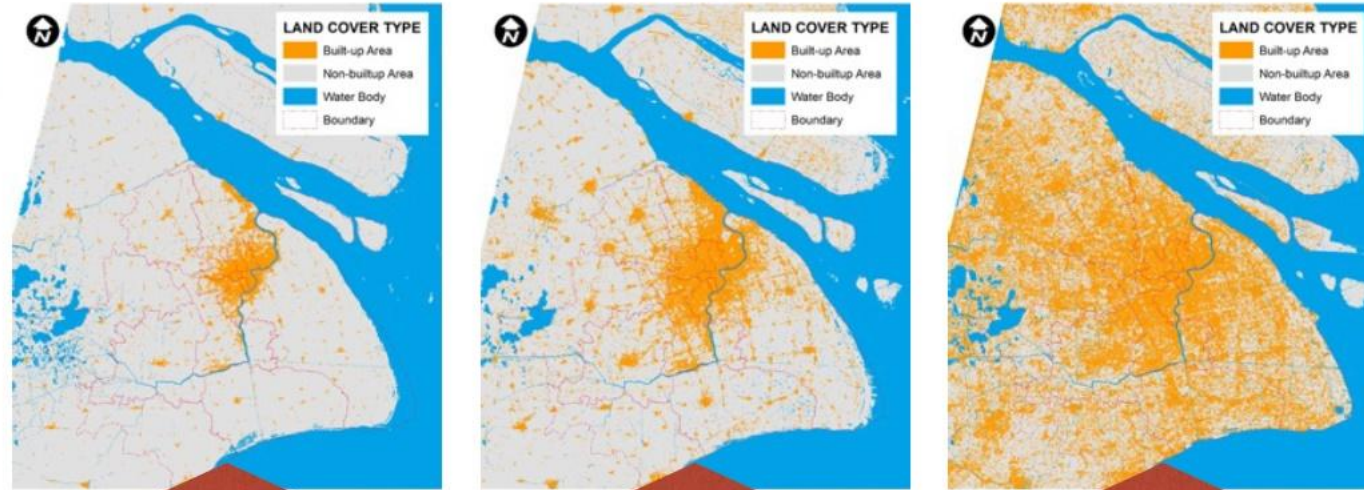 N
LAND COVER TYPE
Built-up Area
Non-builtup Area
Water Body
Boundary
N
LAND COVER TYPE
Built-up Area
Non-builtup Area
Water Body
Boundary
N
LAND COVER TYPE
Built-up Area
Non-builtup Area
Water Body
Boundary